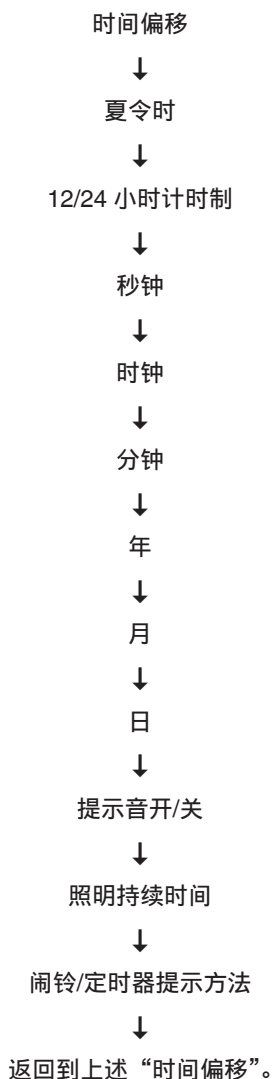 时间偏移
↓
夏令时
↓
12/24 小时计时制
↓
秒钟
↓
时钟
↓
分钟
↓
年
↓
月
↓
日
↓
提示音开/关
↓
照明持续时间
↓
闹铃/定时器提示方法
↓
返回到上述“时间偏移”。